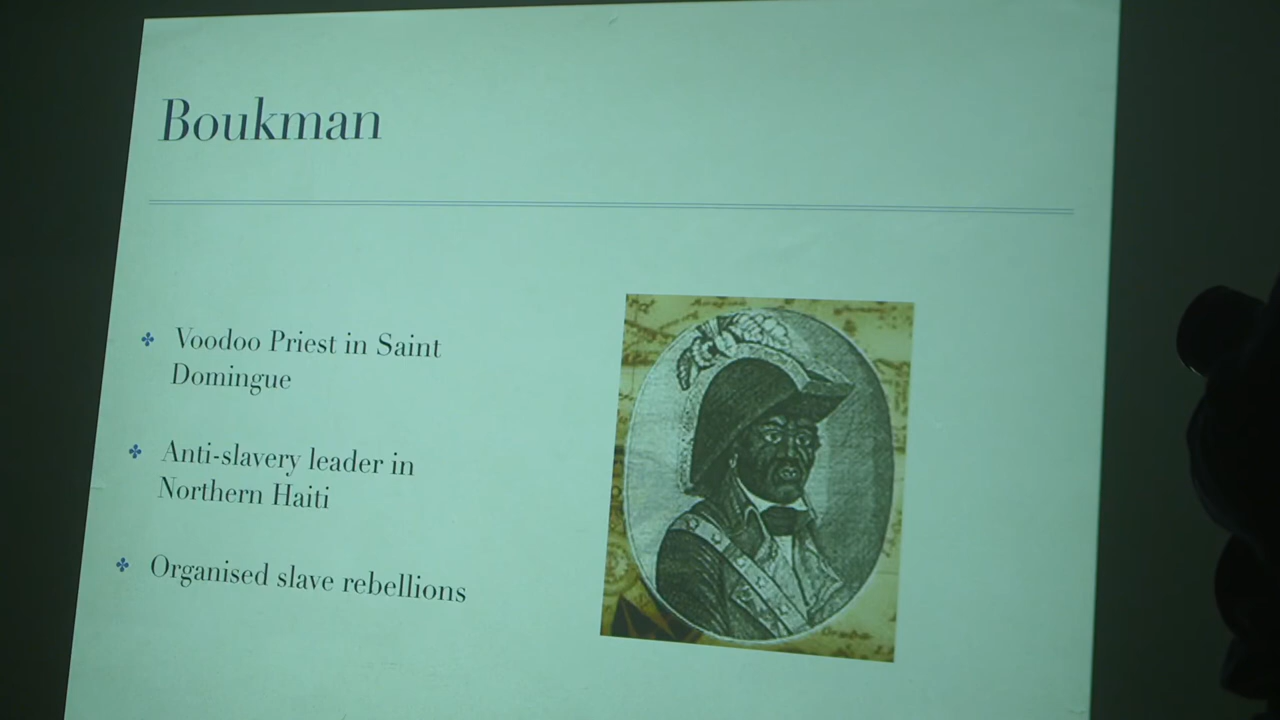 Boukman
Voodoo Priest in Saint
Domingue
Anti-slavery leader in
Northern Haiti
Organised slave rebellions